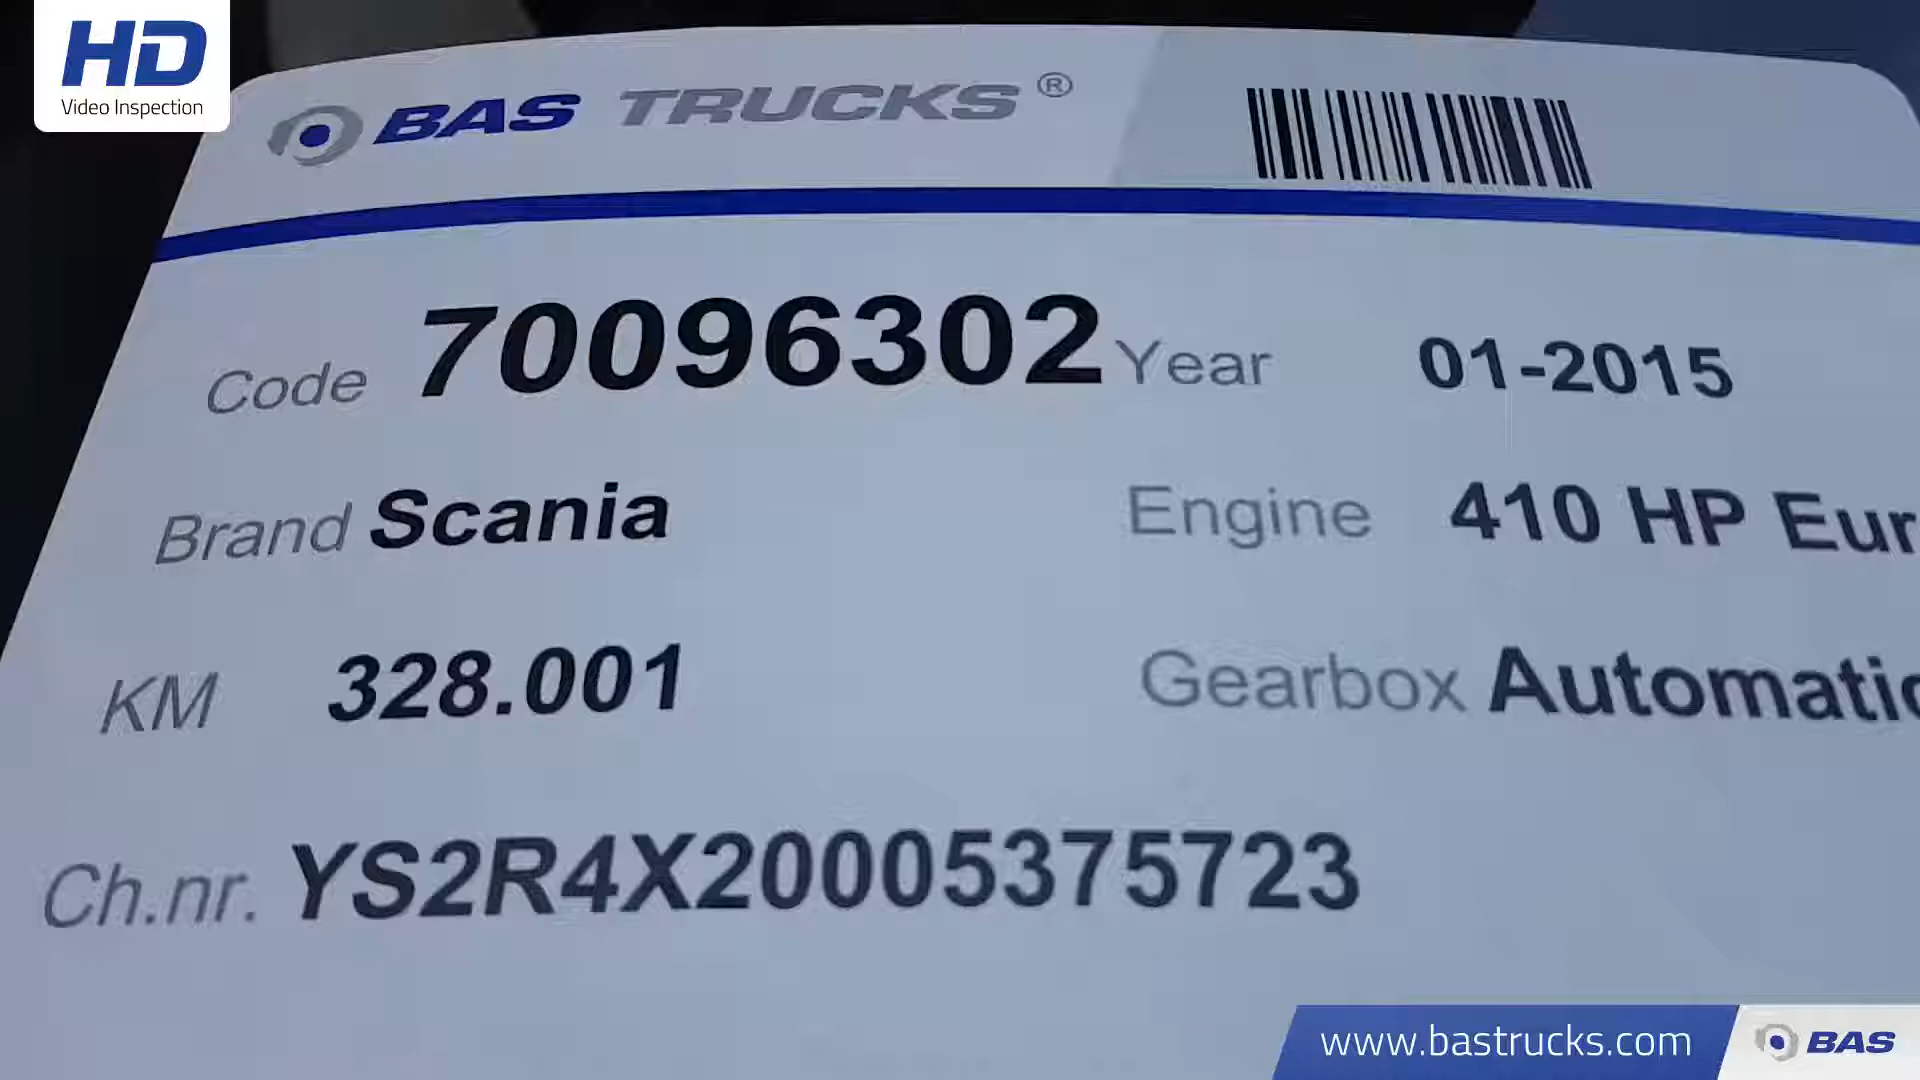 HD
Video Inspection
BAS TRUCKS®
Code 70096302 Year 01-2015
Brand Scania Engine 410 HP Eur
KM 328.001 Gearbox Automatic
Ch.nr. YS2R4X20005375723
www.bastrucks.com BAS